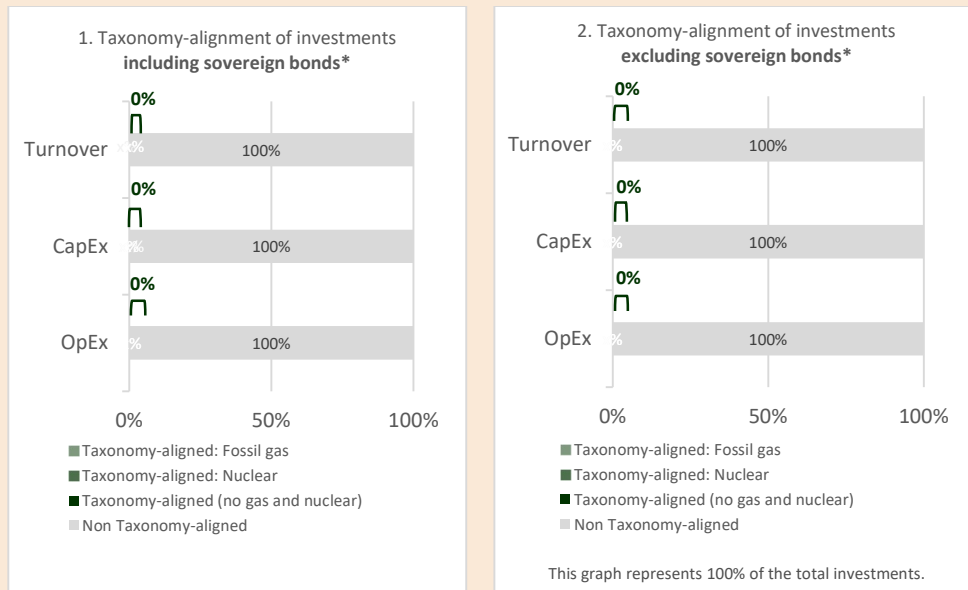 1. Taxonomy-alignment of investments
including sovereign bonds*
0%
Turnover
100%
0%
CapEx
100%
0%
OpEx
%
100%
0%
50%
100%
Taxonomy-aligned: Fossil gas
Taxonomy-aligned: Nuclear
Taxonomy-aligned (no gas and nuclear)
Non Taxonomy-aligned
2. Taxonomy-alignment of investments
excluding sovereign bonds*
0%
Turnover
%
100%
0%
CapEx
%
100%
0%
OpEx
%
100%
0%
50%
100%
Taxonomy-aligned: Fossil gas
Taxonomy-aligned: Nuclear
Taxonomy-aligned (no gas and nuclear)
Non Taxonomy-aligned
This graph represents 100% of the total investments.